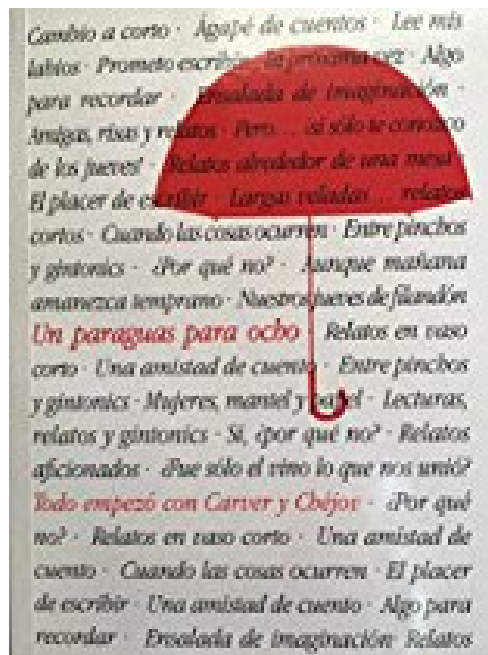 Cambio a corto · Ágape de cuentos · Lee mis
labios · Prometo escribir... la próxima vez · Algo
para recordar · Ensalada de imaginación ·
Amigas, risas y relatos · Pero... ¡si sólo te conozco
de los jueves! · Relatos alrededor de una mesa ·
El placer de escribir · Largas veladas... relatos
cortos · Cuando las cosas ocurren · Entre pinchos
y gintonics · ¿Por qué no? · Aunque mañana
amanezca temprano · Nuestros jueves de filandón
Un paraguas para ocho · Relatos en vaso
corto · Una amistad de cuento · Entre pinchos
y gintonics · Mujeres, mantel y papel · Lecturas,
relatos y gintonics · Sí, ¿por qué no? · Relatos
aficionados · ¿Fue sólo el vino lo que nos unió?
Todo empezó con Carver y Chéjov · ¿Por qué
no? · Relatos en vaso corto · Una amistad de
cuento · Cuando las cosas ocurren · El placer
de escribir · Una amistad de cuento · Algo para
recordar · Ensalada de imaginación Relatos